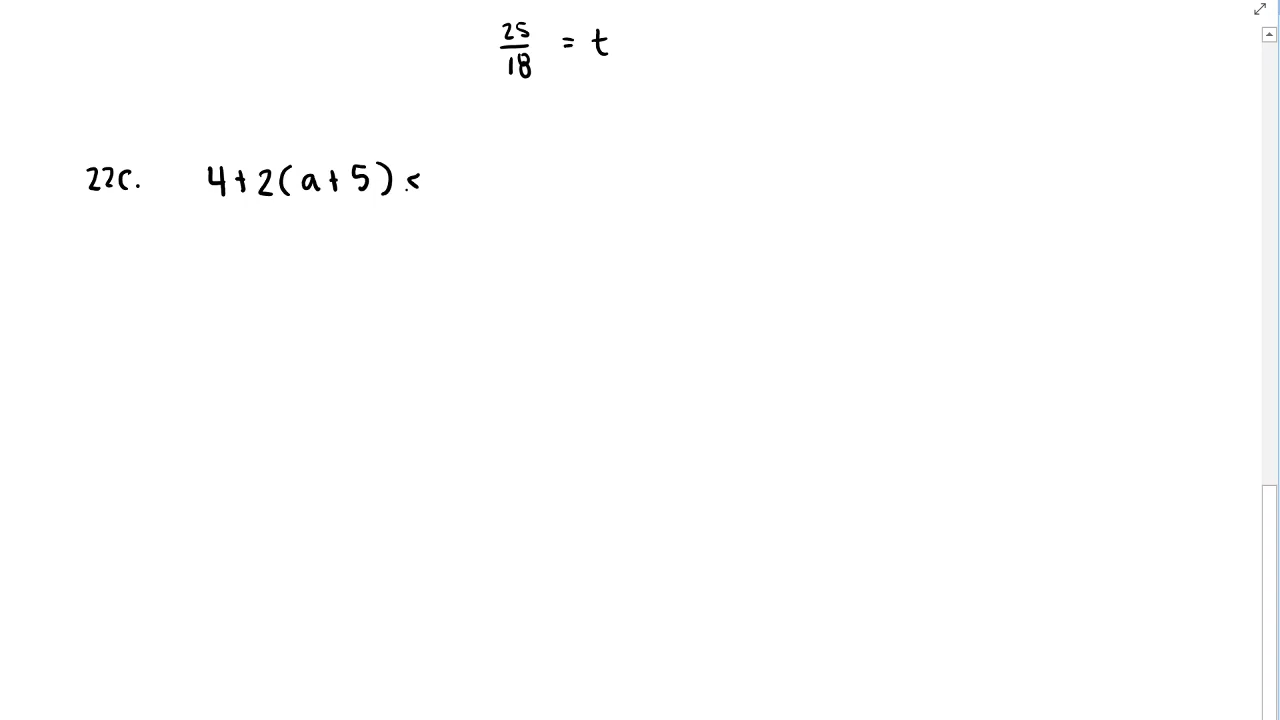 25/18 = t
22c. 4+2(a+5) <